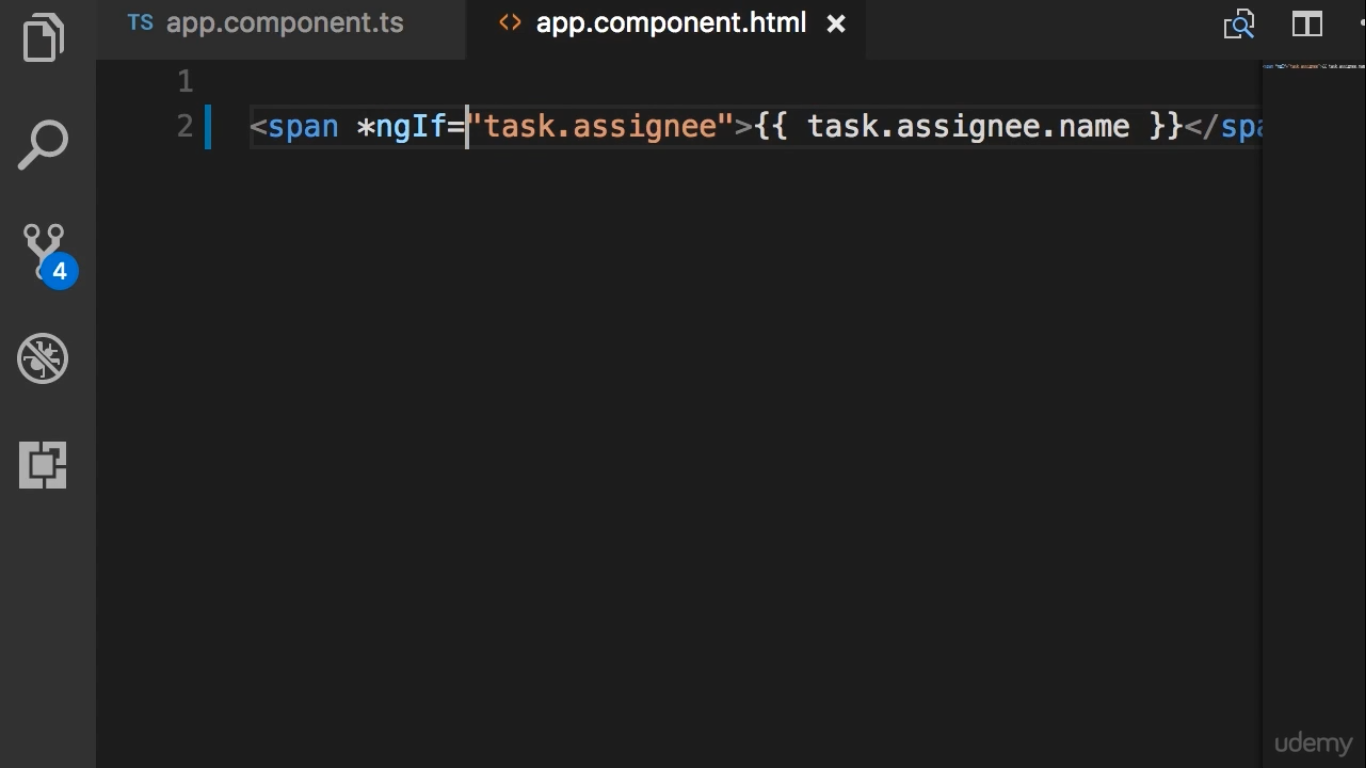 TS app.component.ts <> app.component.html ×
1
2 <span *ngIf="task.assignee">{{ task.assignee.name }}</spa
4
udemy